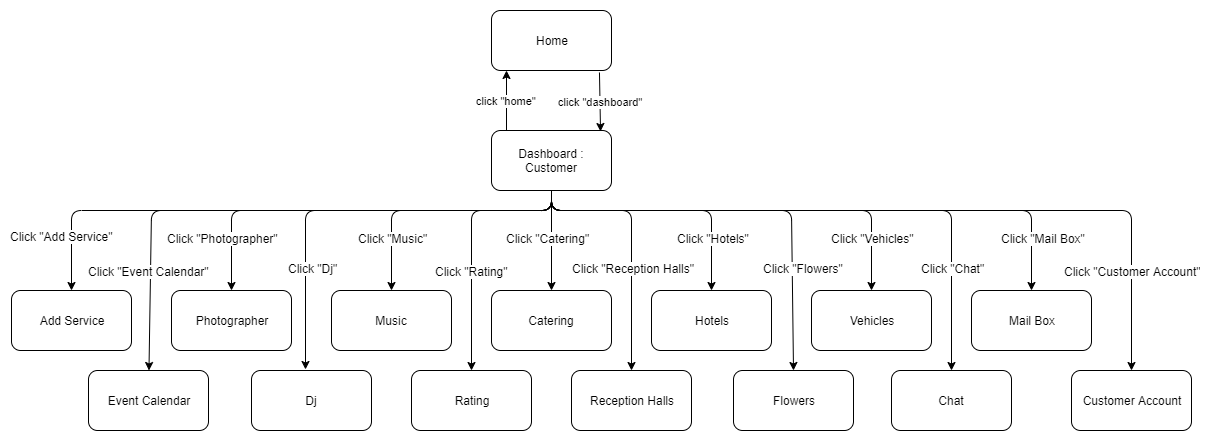 Home
click "home"
click "dashboard"
Dashboard :
Customer
Click "Add Service"
Click "Photographer"
Click "Music"
Click "Catering"
Click "Hotels"
Click "Vehicles"
Click "Mail Box"
Click "Event Calendar"
Click "Dj"
Click "Rating"
Click "Reception Halls"
Click "Flowers"
Click "Chat"
Click "Customer Account"
Add Service
Photographer
Music
Catering
Hotels
Vehicles
Mail Box
Event Calendar
Dj
Rating
Reception Halls
Flowers
Chat
Customer Account